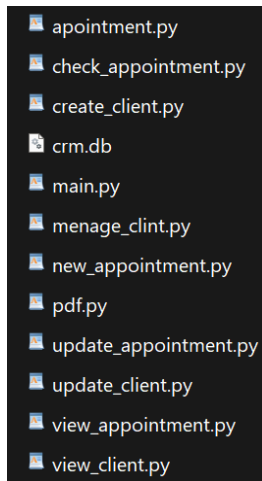 apointment.py
check_appointment.py
create_client.py
crm.db
main.py
menage_clint.py
new_appointment.py
pdf.py
update_appointment.py
update_client.py
view_appointment.py
view_client.py